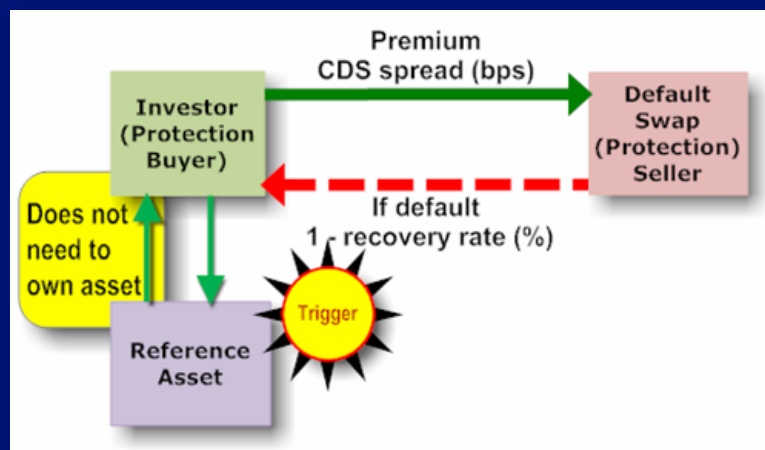 Premium
CDS spread (bps)
Investor
(Protection
Buyer)
Default
Swap
(Protection)
Seller
If default
1 - recovery rate (%)
Does not
need to
own asset
Trigger
Reference
Asset